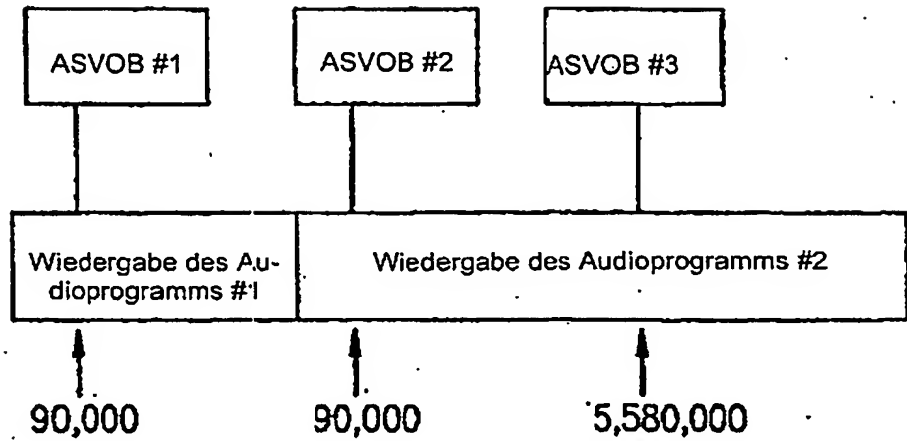 ASVOB #1
ASVOB #2
ASVOB #3
Wiedergabe des Au-
dioprogramms #1
Wiedergabe des Audioprogramms #2
90,000
90,000
5,580,000